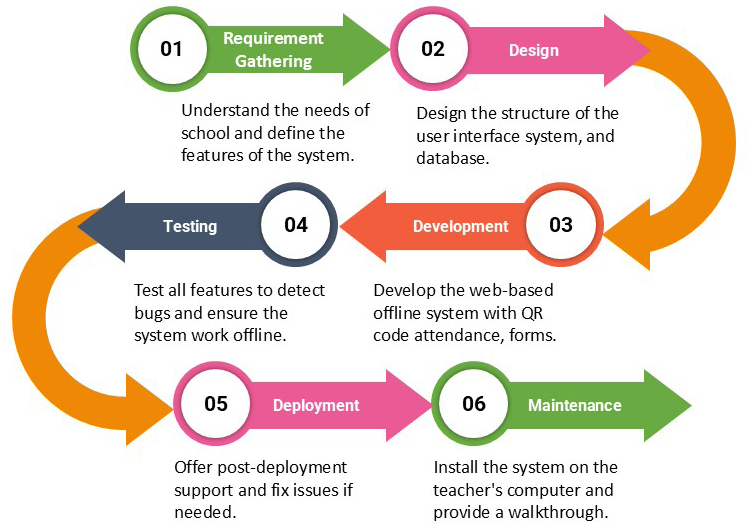 01
Requirement
Gathering
Understand the needs of
school and define the
features of the system.
02
Design
Design the structure of the
user interface system, and
database.
03
Development
Develop the web-based
offline system with QR
code attendance, forms.
04
Testing
Test all features to detect
bugs and ensure the
system work offline.
05
Deployment
Offer post-deployment
support and fix issues if
needed.
06
Maintenance
Install the system on the
teacher's computer and
provide a walkthrough.